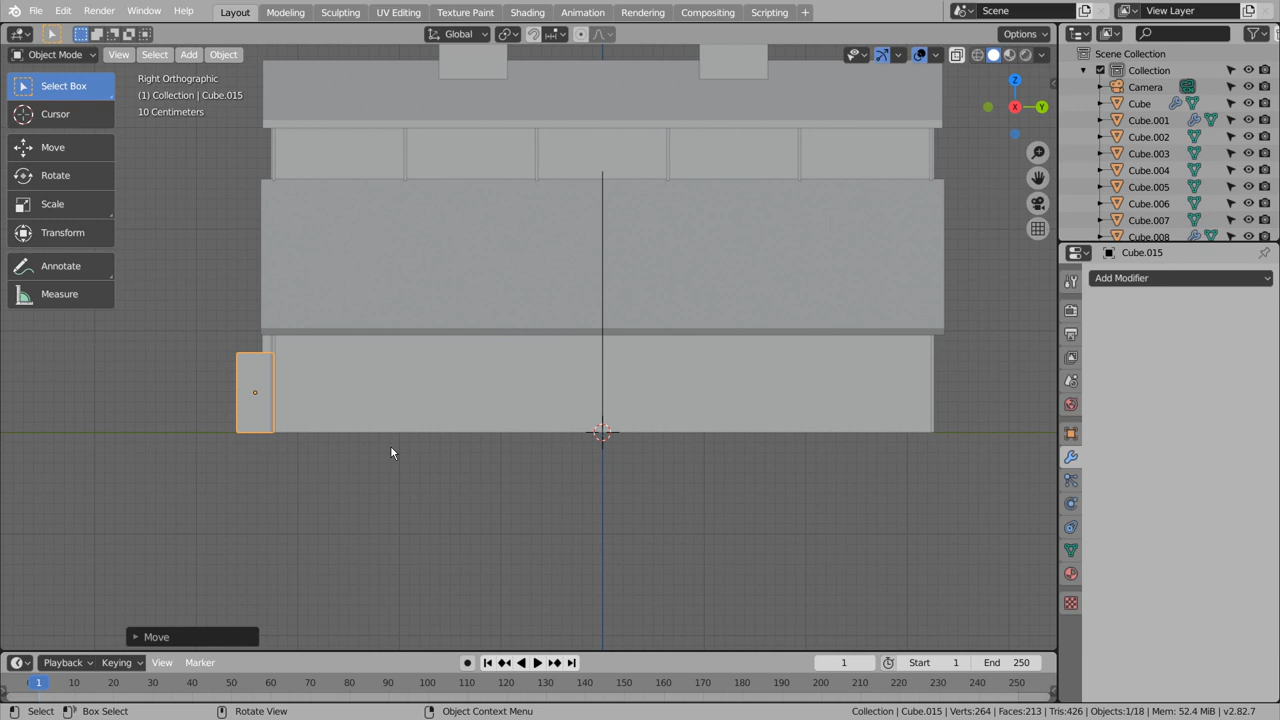 File Edit Render Window Help Layout Modeling Sculpting UV Editing Texture Paint Shading Animation Rendering Compositing Scripting + Scene View Layer
Global Options
Object Mode View Select Add Object
Select Box
Cursor
Move
Rotate
Scale
Transform
Annotate
Measure
Right Orthographic
(1) Collection | Cube.015
10 Centimeters
Z
X
Y
Scene Collection
Collection
Camera
Cube
Cube.001
Cube.002
Cube.003
Cube.004
Cube.005
Cube.006
Cube.007
Cube.008
Cube.015
Add Modifier
Move
Playback Keying View Marker 1 Start 1 End 250
1 10 20 30 40 50 60 70 80 90 100 110 120 130 140 150 160 170 180 190 200 210 220 230 240 250
Select Box Select Rotate View Object Context Menu Collection | Cube.015 | Verts:264 | Faces:213 | Tris:426 | Objects:1/18 | Mem: 52.4 MiB | v2.82.7